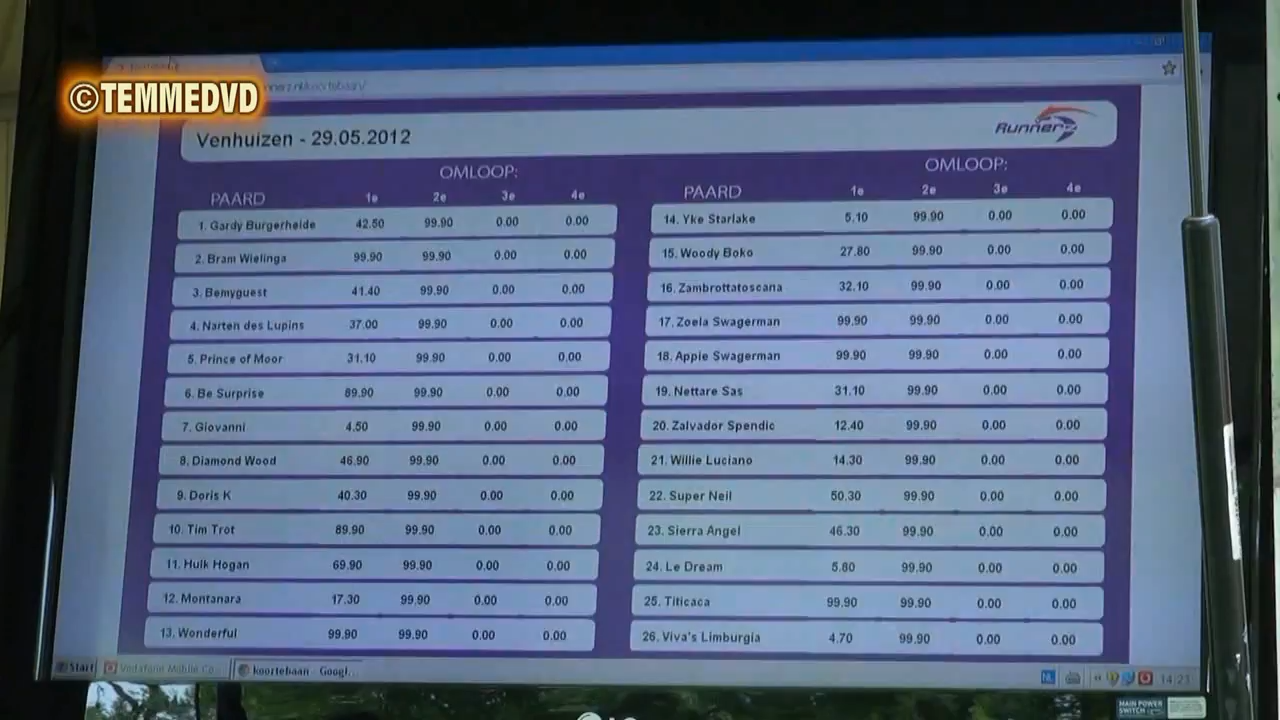 ©TEMMEDVD
Venhuizen - 29.05.2012
Runnerz
OMLOOP:
PAARD 1e 2e 3e 4e
1. Gardy Burgerheide 42.50 99.90 0.00 0.00
2. Bram Wielinga 99.90 99.90 0.00 0.00
3. Bemyguest 41.40 99.90 0.00 0.00
4. Narten des Lupins 37.00 99.90 0.00 0.00
5. Prince of Moor 31.10 99.90 0.00 0.00
6. Be Surprise 89.90 99.90 0.00 0.00
7. Giovanni 4.50 99.90 0.00 0.00
8. Diamond Wood 46.90 99.90 0.00 0.00
9. Doris K 40.30 99.90 0.00 0.00
10. Tim Trot 89.90 99.90 0.00 0.00
11. Hulk Hogan 69.90 99.90 0.00 0.00
12. Montanara 17.30 99.90 0.00 0.00
13. Wonderful 99.90 99.90 0.00 0.00
OMLOOP:
PAARD 1e 2e 3e 4e
14. Yke Starlake 5.10 99.90 0.00 0.00
15. Woody Boko 27.80 99.90 0.00 0.00
16. Zambrottatoscana 32.10 99.90 0.00 0.00
17. Zoela Swagerman 99.90 99.90 0.00 0.00
18. Appie Swagerman 99.90 99.90 0.00 0.00
19. Nettare Sas 31.10 99.90 0.00 0.00
20. Zalvador Spendic 12.40 99.90 0.00 0.00
21. Willie Luciano 14.30 99.90 0.00 0.00
22. Super Neil 50.30 99.90 0.00 0.00
23. Sierra Angel 46.30 99.90 0.00 0.00
24. Le Dream 5.80 99.90 0.00 0.00
25. Titicaca 99.90 99.90 0.00 0.00
26. Viva's Limburgia 4.70 99.90 0.00 0.00
Start Vodafone Mobile Co... koortebaan - Googl... NL 14:23
MAIN POWER
SWITCH
LG